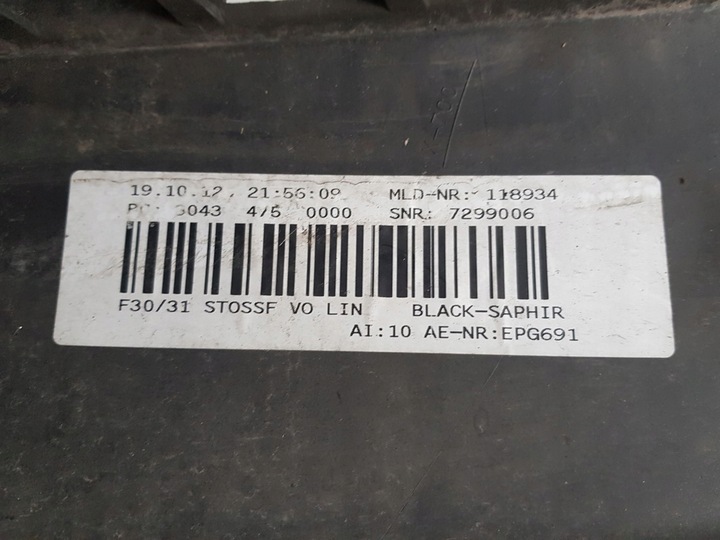 19.10.12, 21:56:09 MLD-NR: 118934
4/5 0000 SNR: 7299006
F30/31 STOSSF VO LIN BLACK-SAPHIR
AI:10 AE-NR:EPG691